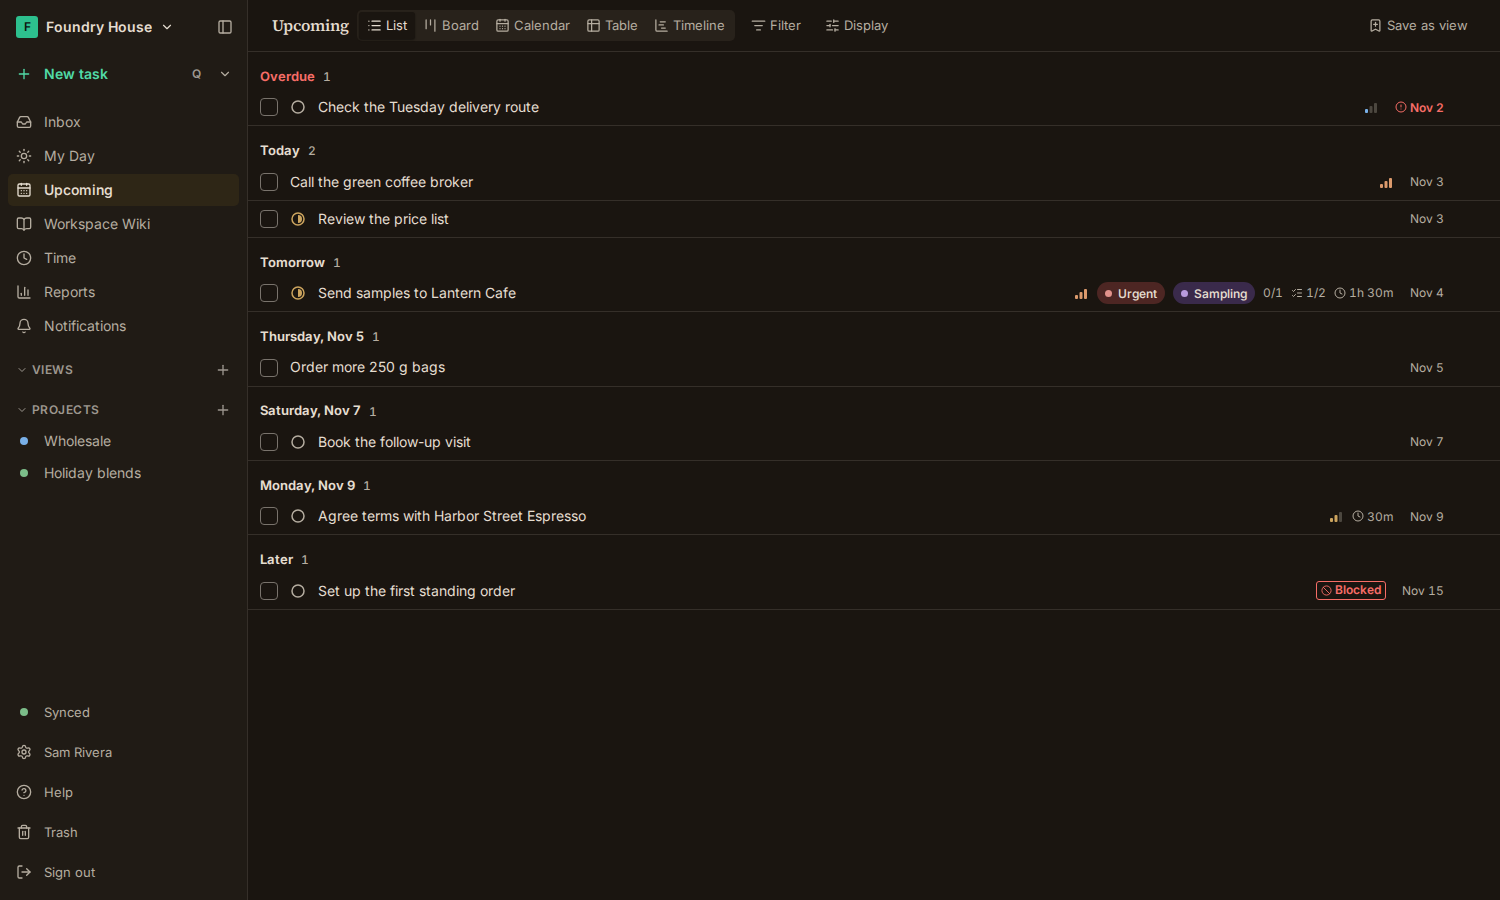 F Foundry House
New task Q
Inbox
My Day
Upcoming
Workspace Wiki
Time
Reports
Notifications
VIEWS
PROJECTS
Wholesale
Holiday blends
Synced
Sam Rivera
Help
Trash
Sign out
Upcoming List Board Calendar Table Timeline Filter Display Save as view
Overdue 1
Check the Tuesday delivery route Nov 2
Today 2
Call the green coffee broker Nov 3
Review the price list Nov 3
Tomorrow 1
Send samples to Lantern Cafe Urgent Sampling 0/1 1/2 1h 30m Nov 4
Thursday, Nov 5 1
Order more 250 g bags Nov 5
Saturday, Nov 7 1
Book the follow-up visit Nov 7
Monday, Nov 9 1
Agree terms with Harbor Street Espresso 30m Nov 9
Later 1
Set up the first standing order Blocked Nov 15